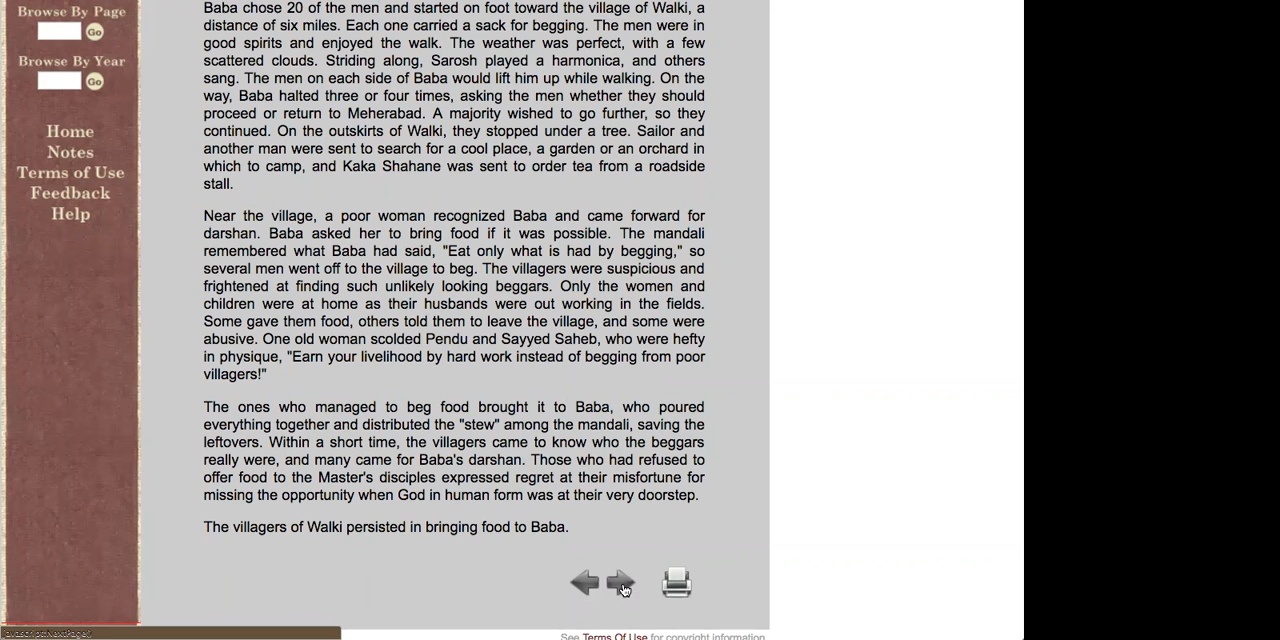 Browse By Page
Go
Browse By Year
Go
Home
Notes
Terms of Use
Feedback
Help
Baba chose 20 of the men and started on foot toward the village of Walki, a
distance of six miles. Each one carried a sack for begging. The men were in
good spirits and enjoyed the walk. The weather was perfect, with a few
scattered clouds. Striding along, Sarosh played a harmonica, and others
sang. The men on each side of Baba would lift him up while walking. On the
way, Baba halted three or four times, asking the men whether they should
proceed or return to Meherabad. A majority wished to go further, so they
continued. On the outskirts of Walki, they stopped under a tree. Sailor and
another man were sent to search for a cool place, a garden or an orchard in
which to camp, and Kaka Shahane was sent to order tea from a roadside
stall.
Near the village, a poor woman recognized Baba and came forward for
darshan. Baba asked her to bring food if it was possible. The mandali
remembered what Baba had said, "Eat only what is had by begging," so
several men went off to the village to beg. The villagers were suspicious and
frightened at finding such unlikely looking beggars. Only the women and
children were at home as their husbands were out working in the fields.
Some gave them food, others told them to leave the village, and some were
abusive. One old woman scolded Pendu and Sayyed Saheb, who were hefty
in physique, "Earn your livelihood by hard work instead of begging from poor
villagers!"
The ones who managed to beg food brought it to Baba, who poured
everything together and distributed the "stew" among the mandali, saving the
leftovers. Within a short time, the villagers came to know who the beggars
really were, and many came for Baba's darshan. Those who had refused to
offer food to the Master's disciples expressed regret at their misfortune for
missing the opportunity when God in human form was at their very doorstep.
The villagers of Walki persisted in bringing food to Baba.
See Terms Of Use for copyright information
javascript:NextPage()